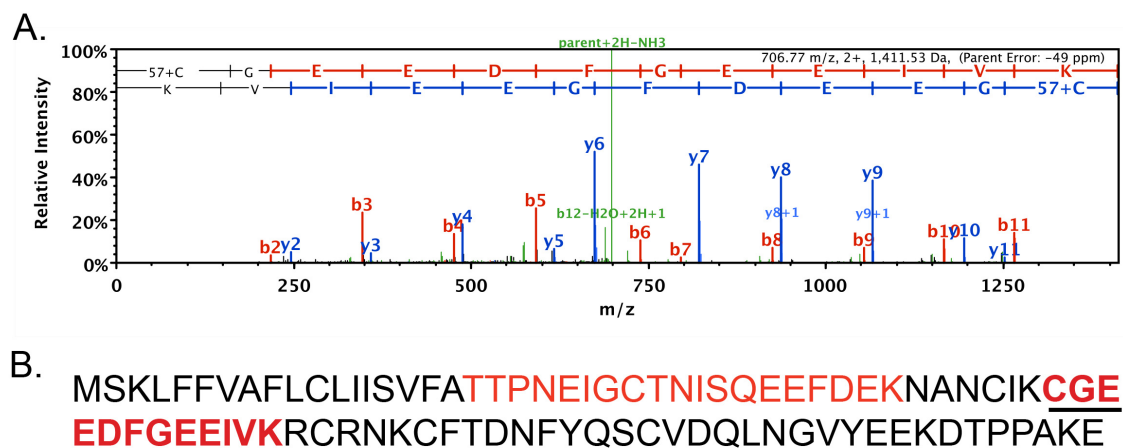 A.
parent+2H-NH3
706.77 m/z, 2+, 1,411.53 Da, (Parent Error: -49 ppm)
57+C G E E D F G E E I V K
K V I E E G F D E E G 57+C
Relative Intensity
100%
80%
60%
40%
20%
0%
b2 y2 b3 y3 b4 y4 b5 y5 y6 b12-H2O+2H+1 b6 b7 y7 b8 y8 y8+1 b9 y9 y9+1 b10 y10 y11 b11
0 250 500 750 1000 1250
m/z
B.
MSKLFFVAFLCLIISVFATTPNEIGCTNISQEEFDEKNANCIKCGE
EDFGEEIVKRCRNKCFTDNFYQSCVDQLNGVYEEKDTPPAKE